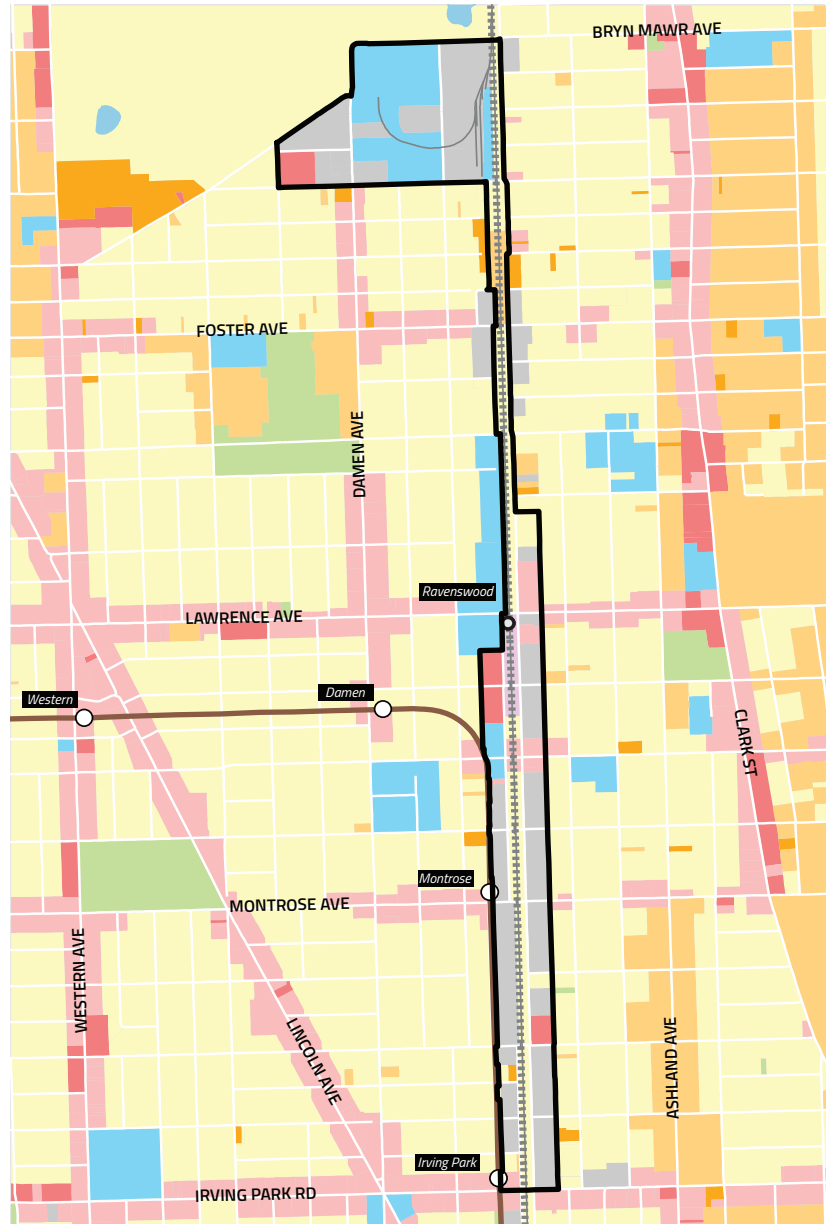 BRYN MAWR AVE
FOSTER AVE
DAMEN AVE
Ravenswood
LAWRENCE AVE
Western
Damen
CLARK ST
Montrose
MONTROSE AVE
WESTERN AVE
LINCOLN AVE
ASHLAND AVE
Irving Park
IRVING PARK RD